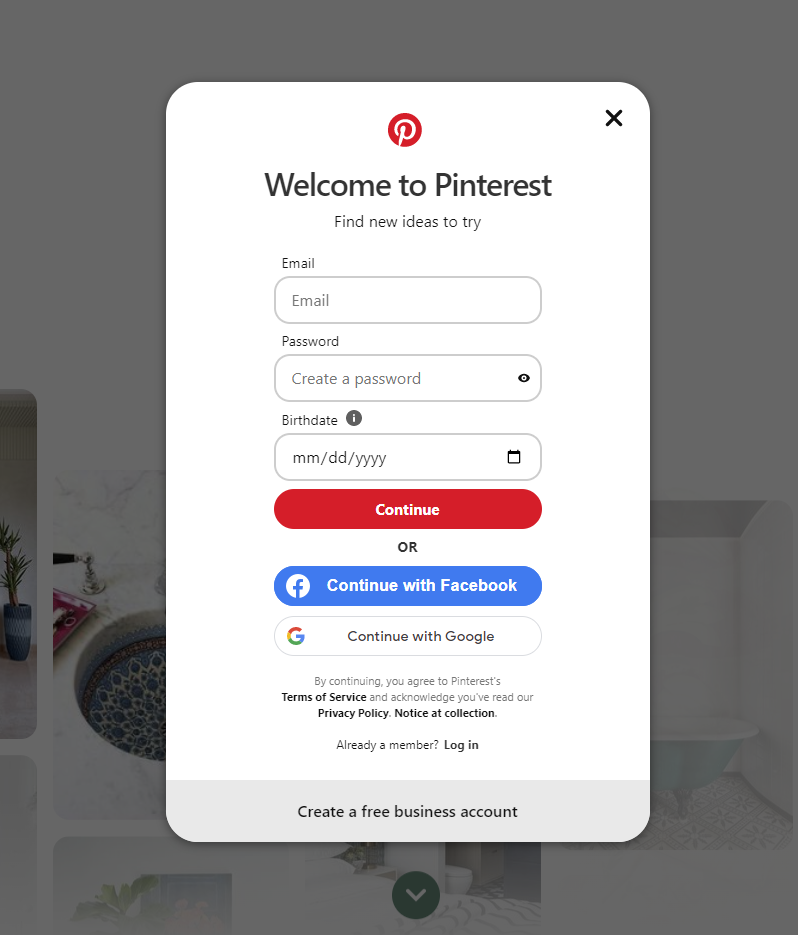 Welcome to Pinterest
Find new ideas to try
Email
Email
Password
Create a password
Birthdate
mm/dd/yyyy
Continue
OR
Continue with Facebook
Continue with Google
By continuing, you agree to Pinterest's
Terms of Service and acknowledge you've read our
Privacy Policy. Notice at collection.
Already a member? Log in
Create a free business account